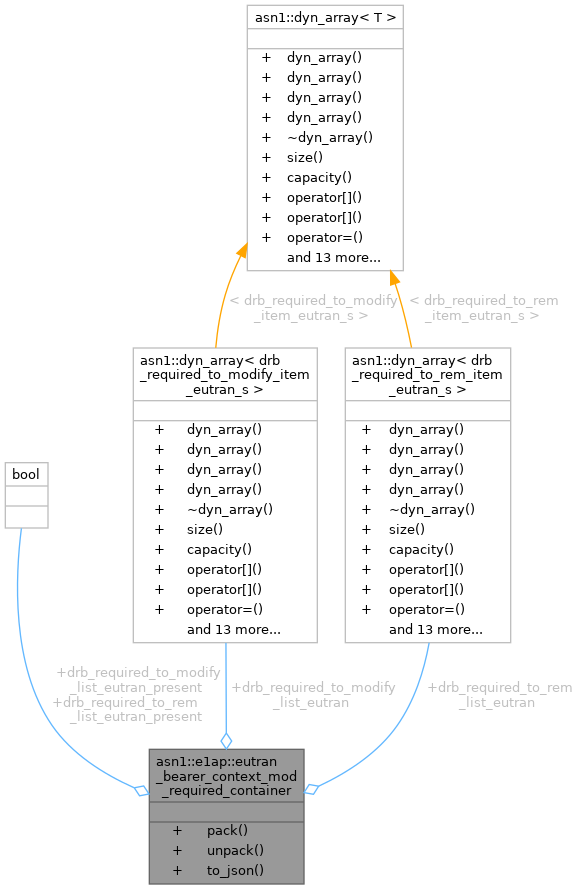 asn1::dyn_array< T >
+ dyn_array()
+ dyn_array()
+ dyn_array()
+ dyn_array()
+ ~dyn_array()
+ size()
+ capacity()
+ operator[]()
+ operator[]()
+ operator=()
and 13 more...
< drb_required_to_modify
_item_eutran_s >
< drb_required_to_rem
_item_eutran_s >
asn1::dyn_array< drb
_required_to_modify_item
_eutran_s >
+ dyn_array()
+ dyn_array()
+ dyn_array()
+ dyn_array()
+ ~dyn_array()
+ size()
+ capacity()
+ operator[]()
+ operator[]()
+ operator=()
and 13 more...
asn1::dyn_array< drb
_required_to_rem_item
_eutran_s >
+ dyn_array()
+ dyn_array()
+ dyn_array()
+ dyn_array()
+ ~dyn_array()
+ size()
+ capacity()
+ operator[]()
+ operator[]()
+ operator=()
and 13 more...
bool
+drb_required_to_modify
_list_eutran_present
+drb_required_to_rem
_list_eutran_present
+drb_required_to_modify
_list_eutran
+drb_required_to_rem
_list_eutran
asn1::e1ap::eutran
_bearer_context_mod
_required_container
+ pack()
+ unpack()
+ to_json()